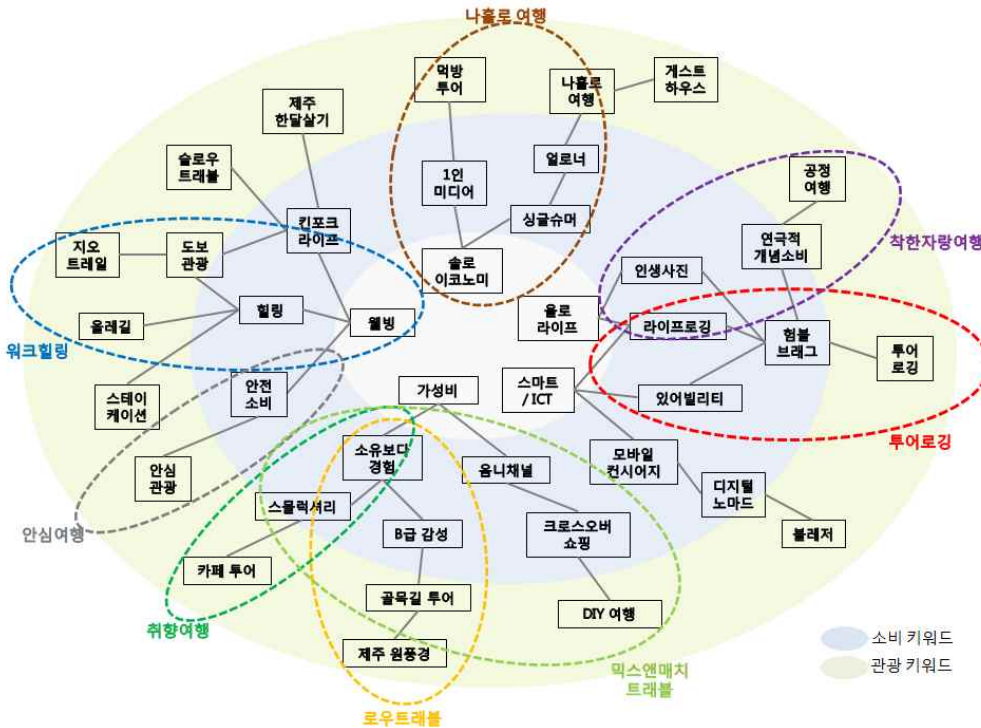 나홀로 여행
먹방
투어
나홀로
여행
게스트
하우스
제주
한달살기
슬로우
트래블
1인
미디어
얼로너
싱글슈머
공정
여행
연극적
개념소비
착한자랑여행
킨포크
라이프
지오
트레일
도보
관광
솔로
이코노미
인생사진
올레길
힐링
웰빙
욜로
라이프
라이프로깅
험블
브래그
투어
로깅
워크힐링
스테이
케이션
안전
소비
가성비
스마트
/ ICT
있어빌리티
투어로깅
안심
관광
소유보다
경험
옴니채널
모바일
컨시어지
디지털
노마드
안심여행
스몰럭셔리
B급 감성
크로스오버
쇼핑
블레저
카페 투어
골목길 투어
DIY 여행
취향여행
제주 원풍경
믹스앤매치
트래블
로우트래블
소비 키워드
관광 키워드